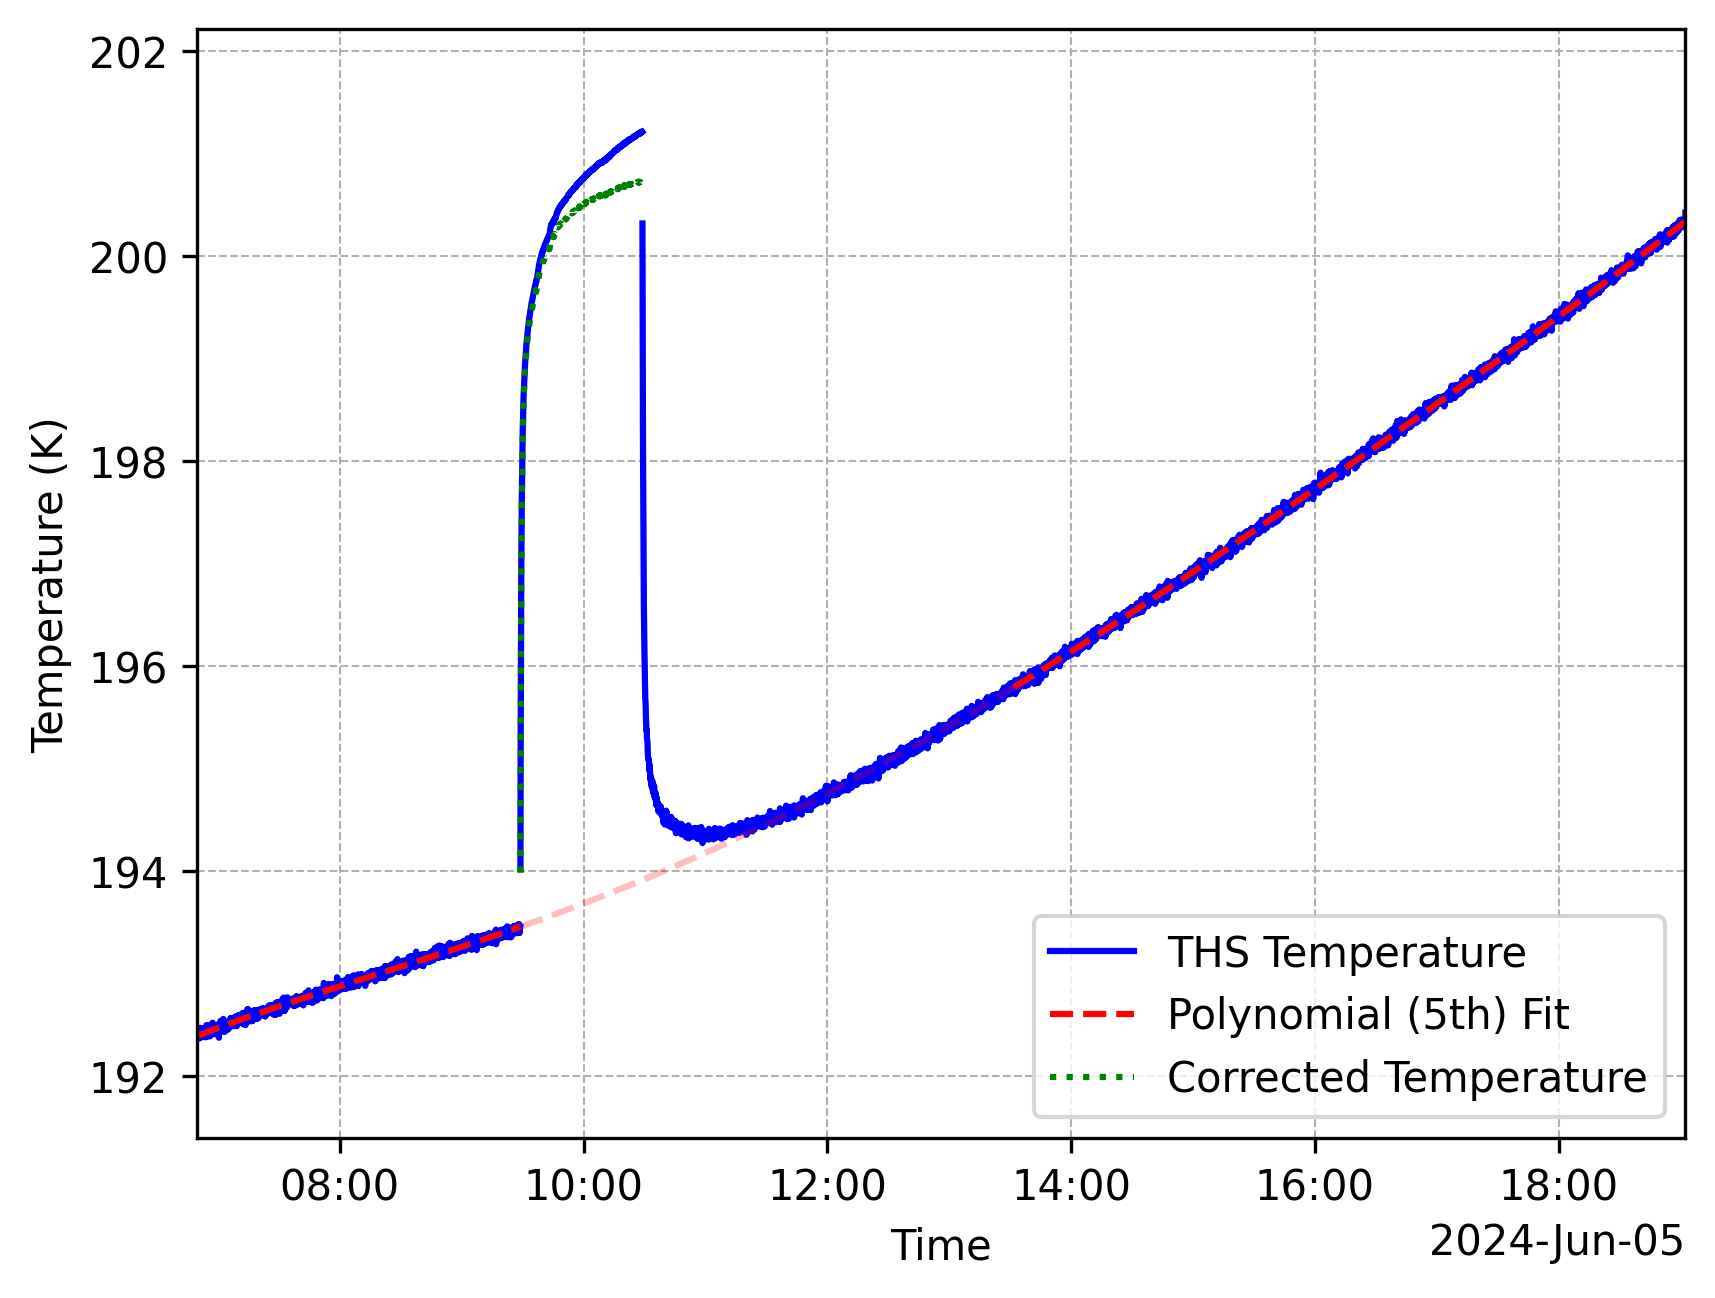 202
200
198
196
194
192
Temperature (K)
08:00 10:00 12:00 14:00 16:00 18:00
Time
2024-Jun-05
THS Temperature
Polynomial (5th) Fit
Corrected Temperature